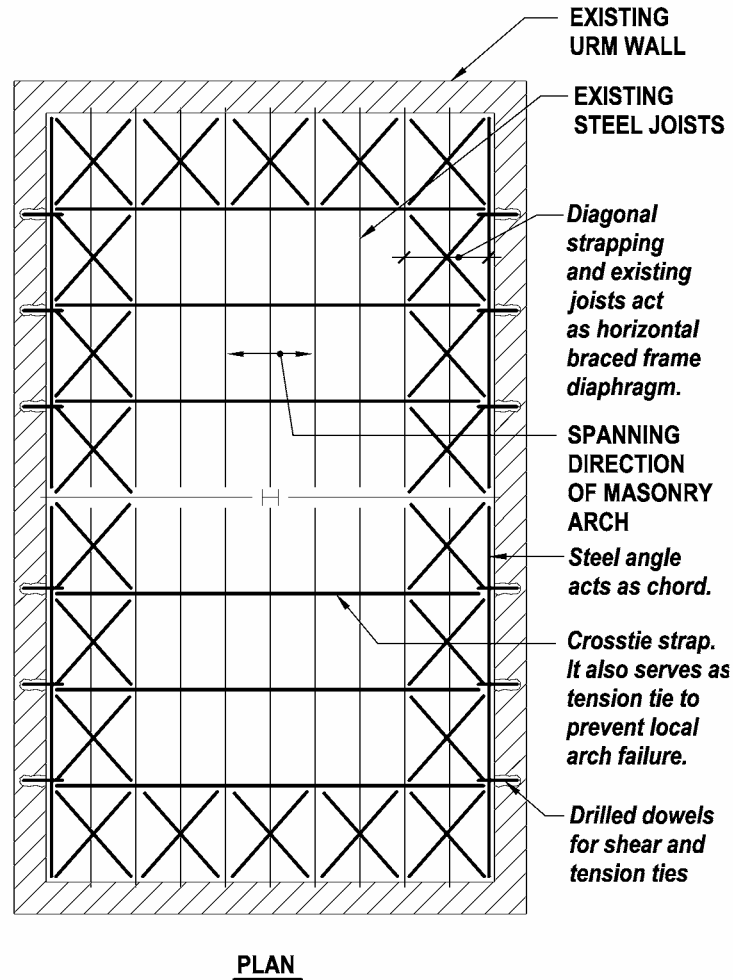 EXISTING
URM WALL
EXISTING
STEEL JOISTS
Diagonal
strapping
and existing
joists act
as horizontal
braced frame
diaphragm.
SPANNING
DIRECTION
OF MASONRY
ARCH
Steel angle
acts as chord.
Crosstie strap.
It also serves as
tension tie to
prevent local
arch failure.
Drilled dowels
for shear and
tension ties
PLAN